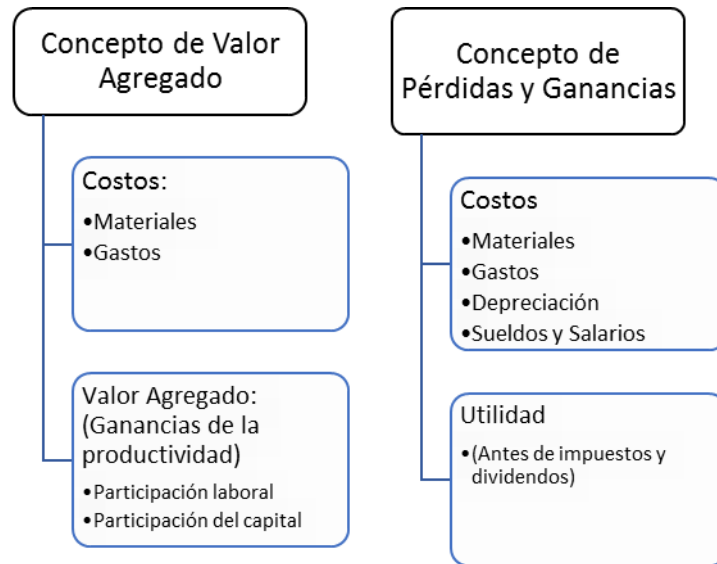 Concepto de Valor
Agregado
Costos:
•Materiales
•Gastos
Valor Agregado:
(Ganancias de la
productividad)
•Participación laboral
•Participación del capital
Concepto de
Pérdidas y Ganancias
Costos
•Materiales
•Gastos
•Depreciación
•Sueldos y Salarios
Utilidad
•(Antes de impuestos y
dividendos)